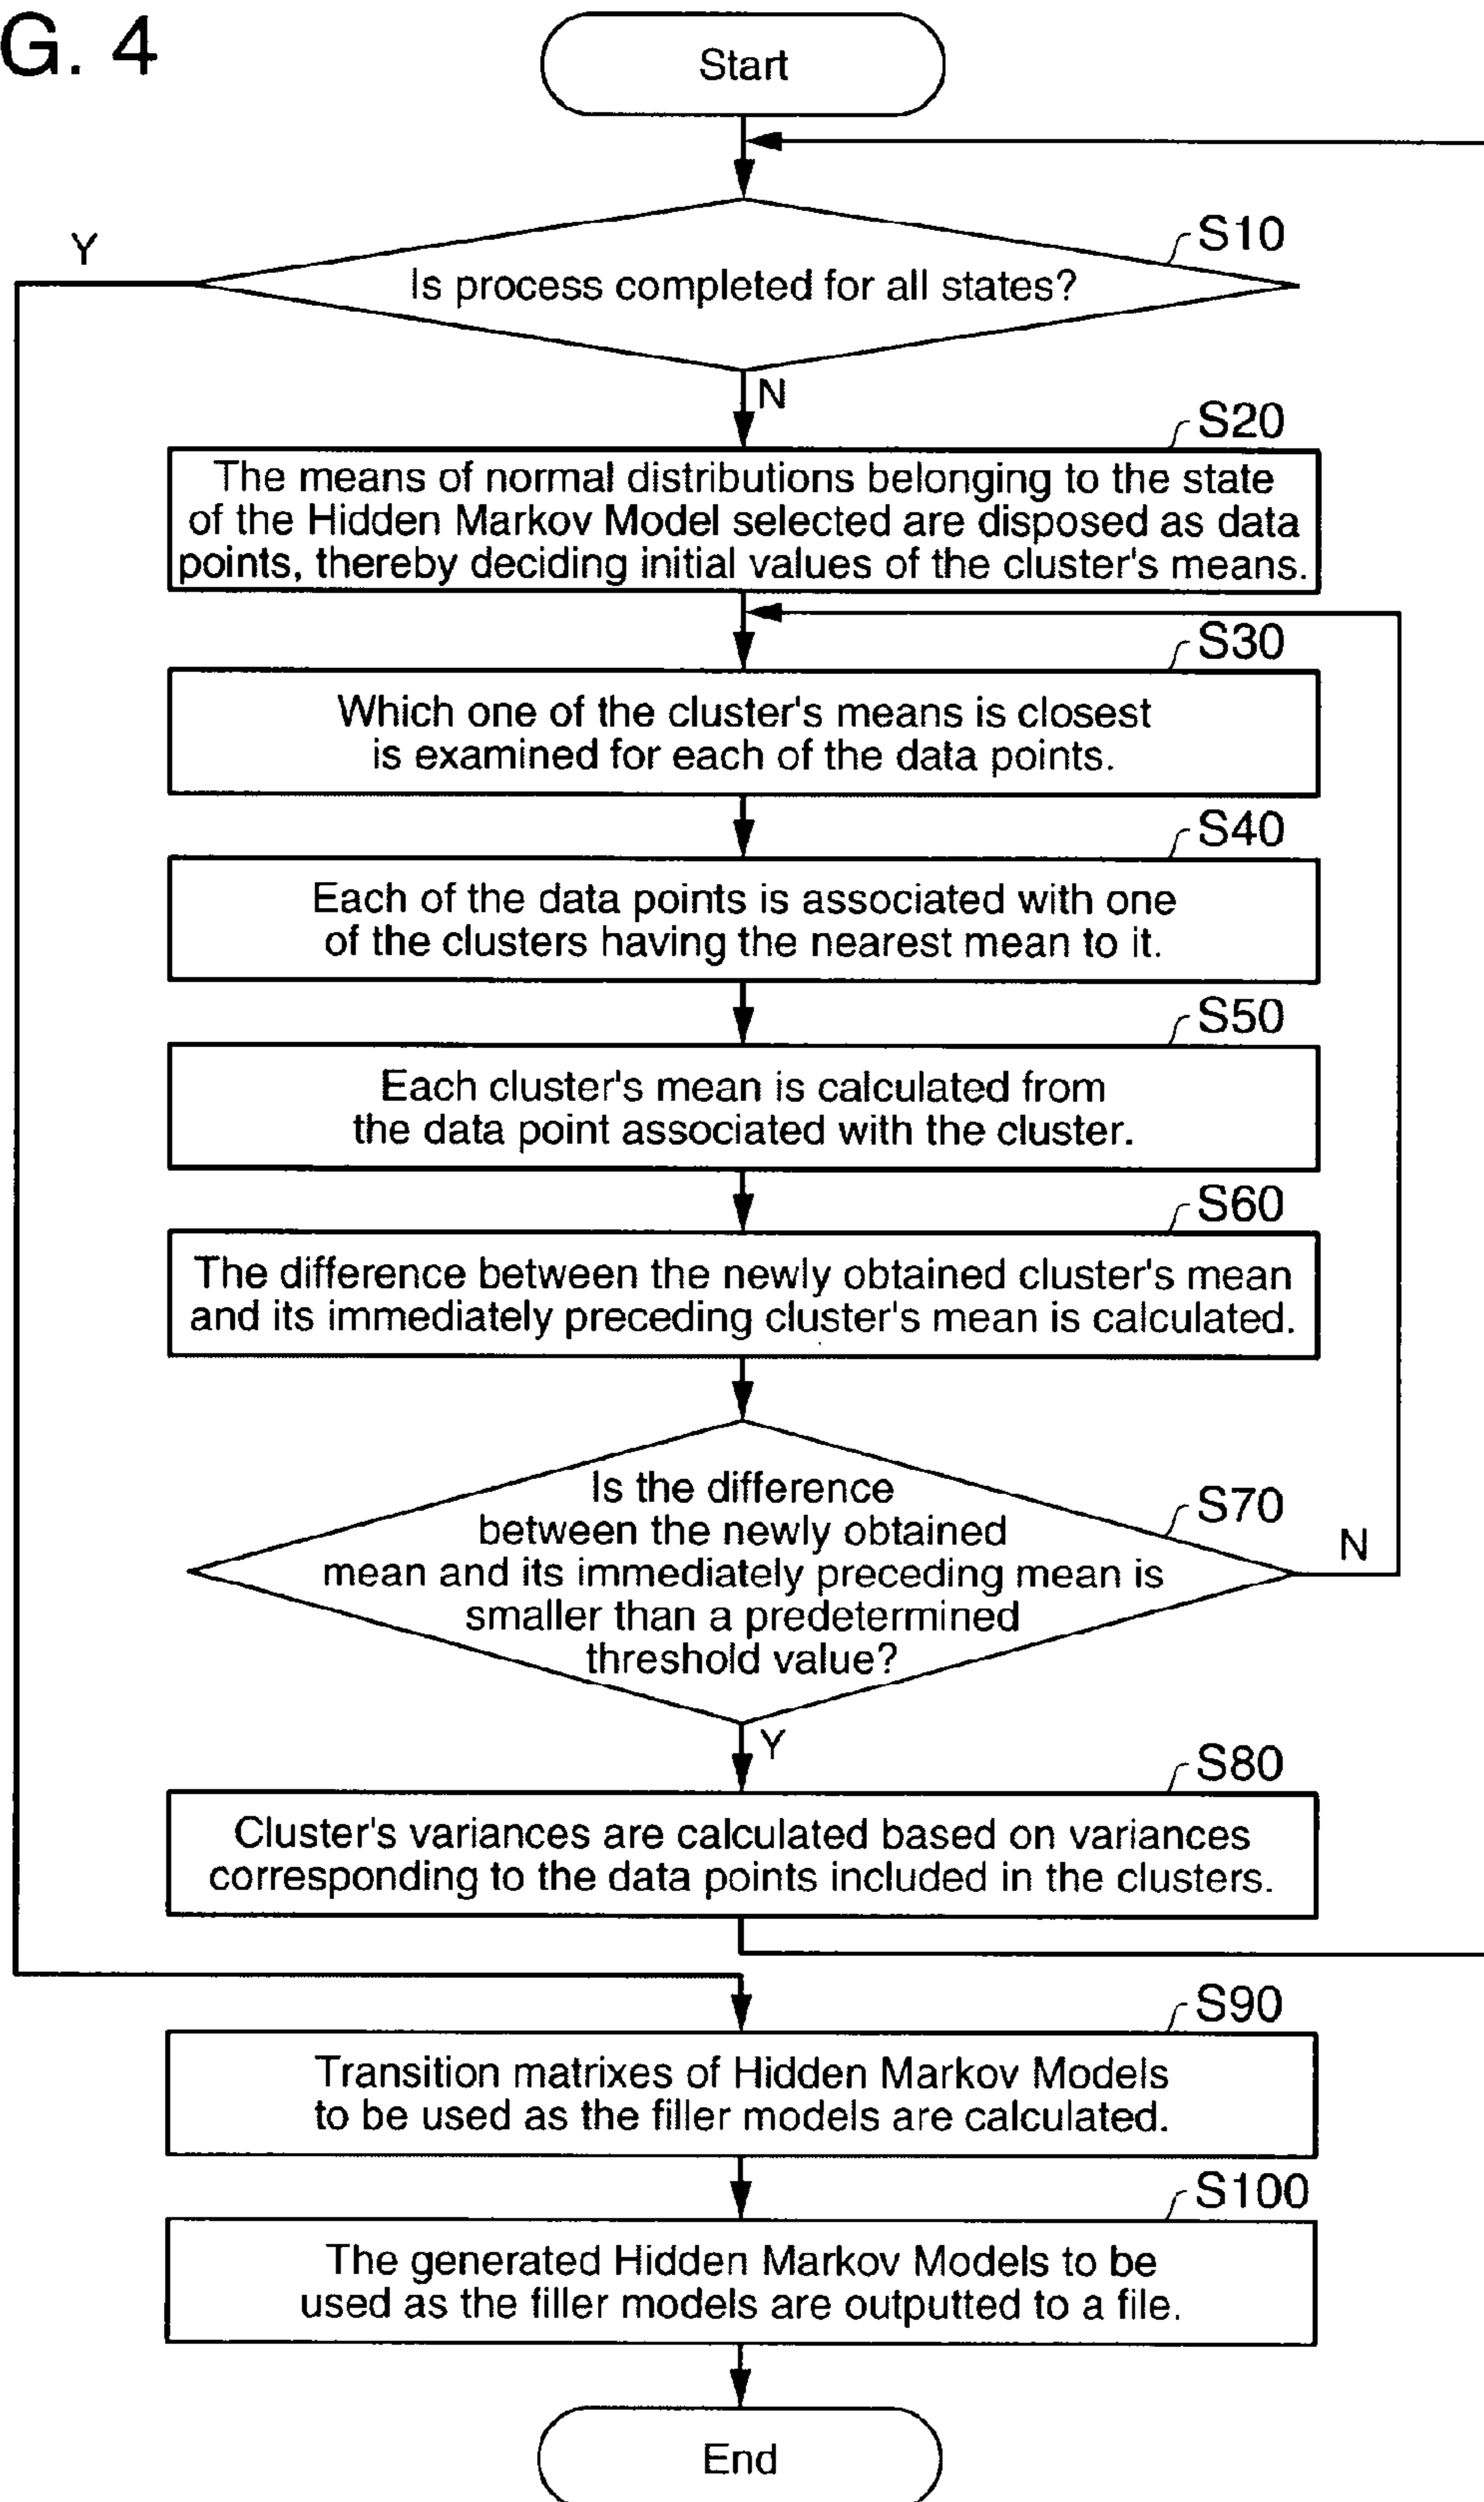 G. 4
Start
S10
Y
Is process completed for all states?
N
S20
The means of normal distributions belonging to the state
of the Hidden Markov Model selected are disposed as data
points, thereby deciding initial values of the cluster's means.
S30
Which one of the cluster's means is closest
is examined for each of the data points.
S40
Each of the data points is associated with one
of the clusters having the nearest mean to it.
S50
Each cluster's mean is calculated from
the data point associated with the cluster.
S60
The difference between the newly obtained cluster's mean
and its immediately preceding cluster's mean is calculated.
S70
Is the difference
between the newly obtained
mean and its immediately preceding mean is
smaller than a predetermined
threshold value?
N
Y
S80
Cluster's variances are calculated based on variances
corresponding to the data points included in the clusters.
S90
Transition matrixes of Hidden Markov Models
to be used as the filler models are calculated.
S100
The generated Hidden Markov Models to be
used as the filler models are outputted to a file.
End